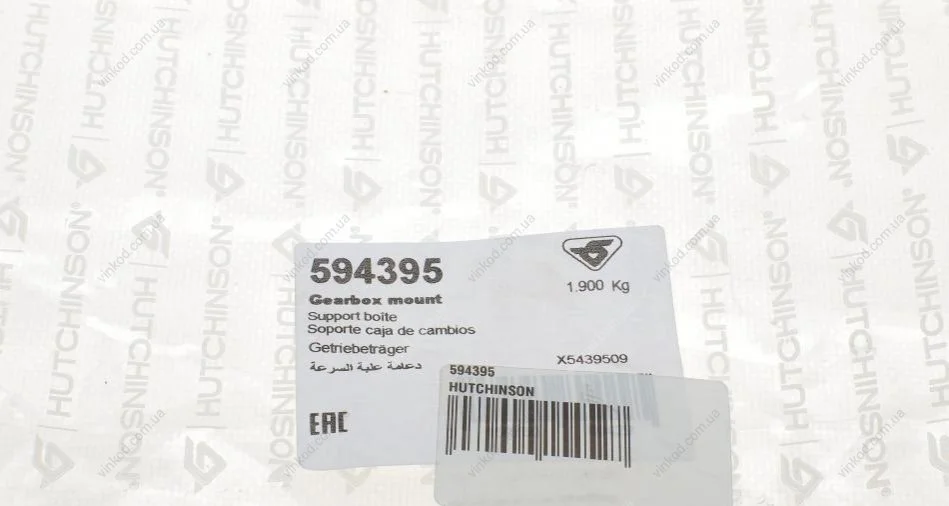 594395
1.900 Kg
Gearbox mount
Support boîte
Soporte caja de cambios
Getriebeträger
X5439509
دعامة علبة السرعة
594395
HUTCHINSON
EAC
HUTCHINSON
vinkod.com.ua